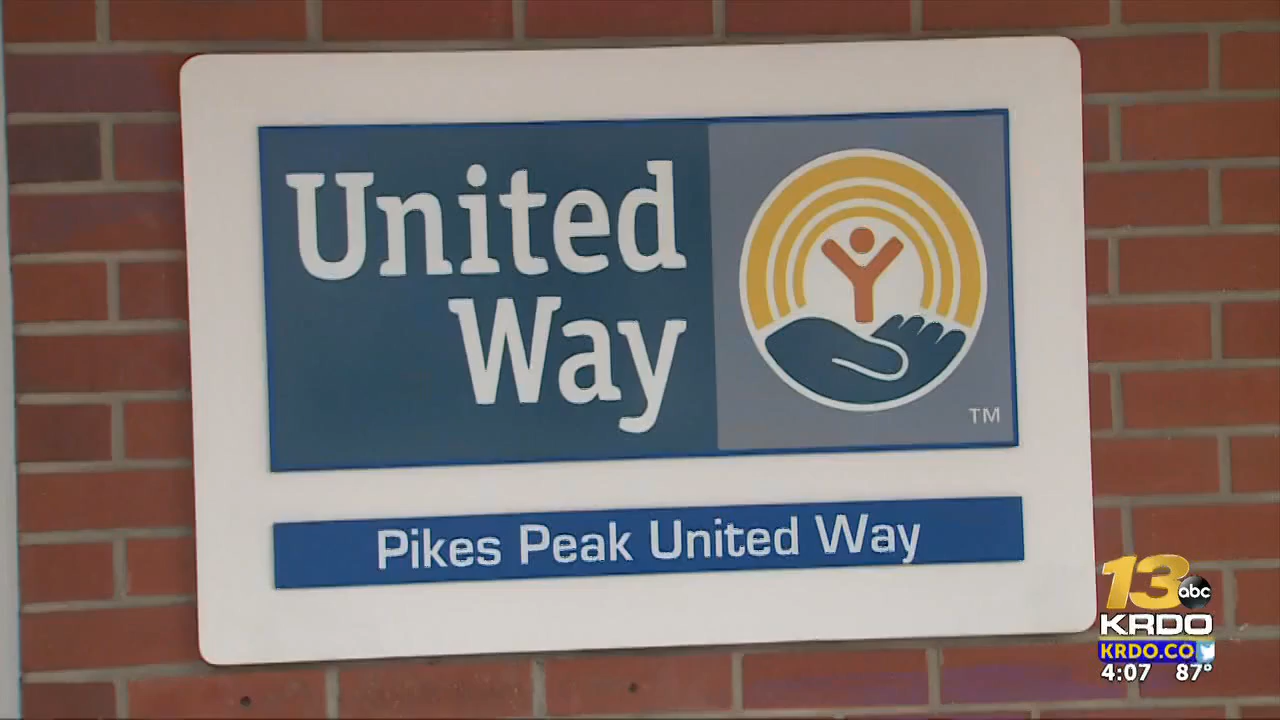 United
Way
TM
Pikes Peak United Way
13
abc
KRDO
KRDO.CO
4:07 87°